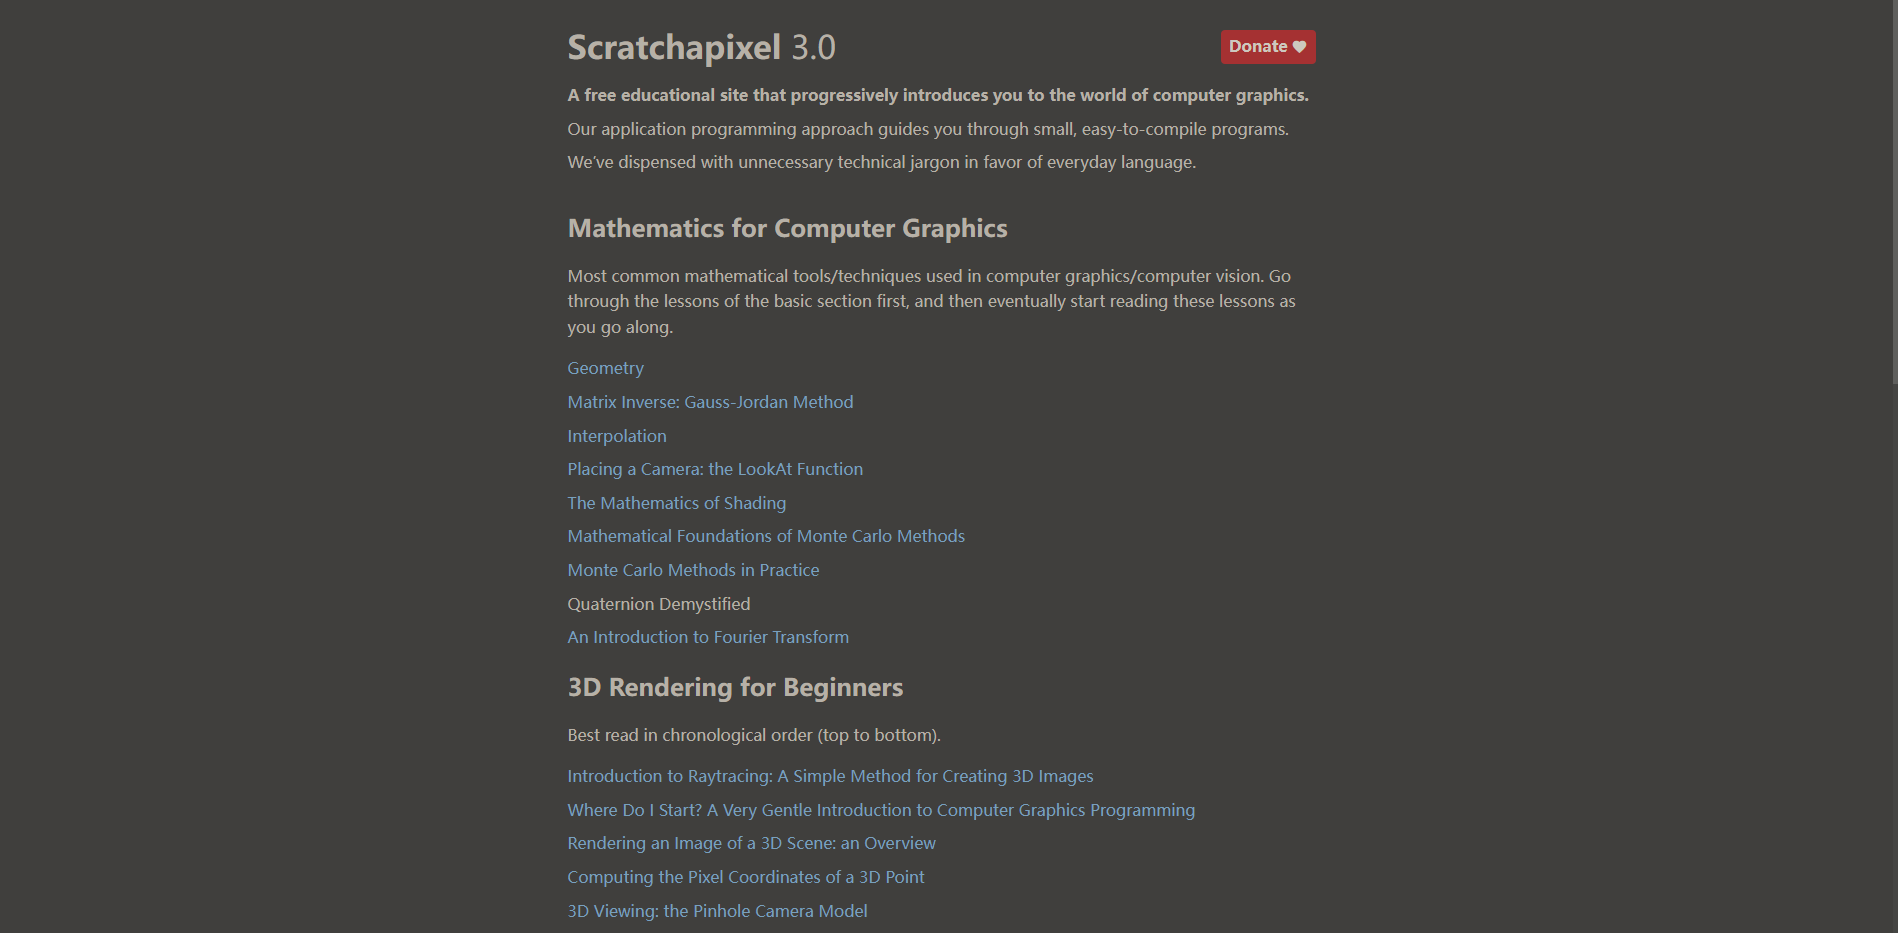 Scratchapixel 3.0
Donate
A free educational site that progressively introduces you to the world of computer graphics.
Our application programming approach guides you through small, easy-to-compile programs.
We've dispensed with unnecessary technical jargon in favor of everyday language.
Mathematics for Computer Graphics
Most common mathematical tools/techniques used in computer graphics/computer vision. Go
through the lessons of the basic section first, and then eventually start reading these lessons as
you go along.
Geometry
Matrix Inverse: Gauss-Jordan Method
Interpolation
Placing a Camera: the LookAt Function
The Mathematics of Shading
Mathematical Foundations of Monte Carlo Methods
Monte Carlo Methods in Practice
Quaternion Demystified
An Introduction to Fourier Transform
3D Rendering for Beginners
Best read in chronological order (top to bottom).
Introduction to Raytracing: A Simple Method for Creating 3D Images
Where Do I Start? A Very Gentle Introduction to Computer Graphics Programming
Rendering an Image of a 3D Scene: an Overview
Computing the Pixel Coordinates of a 3D Point
3D Viewing: the Pinhole Camera Model